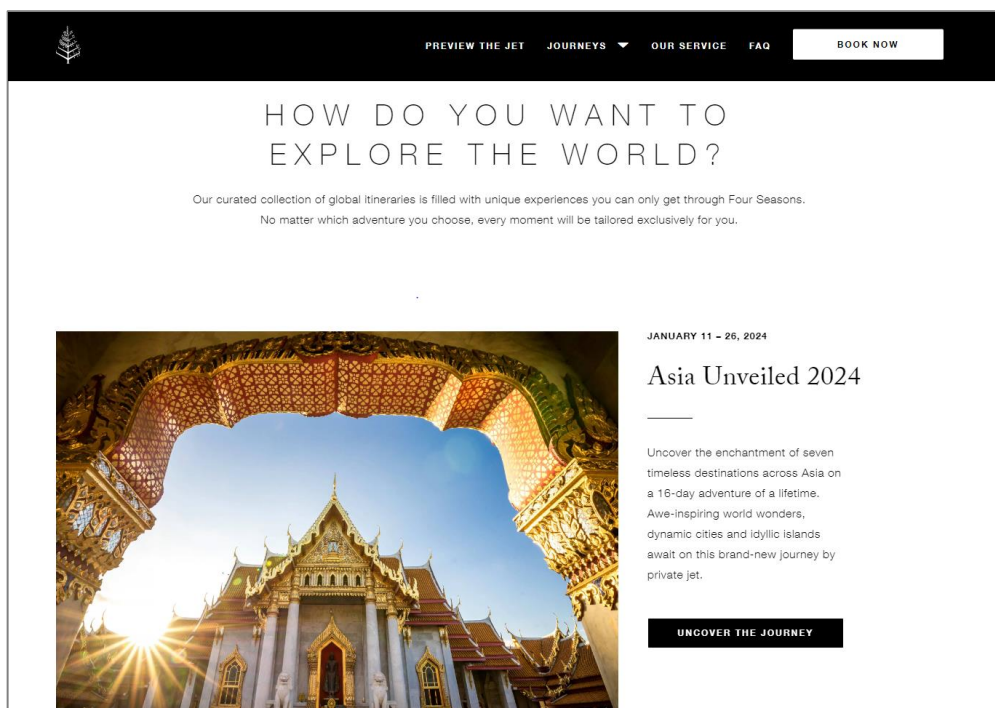 PREVIEW THE JET JOURNEYS OUR SERVICE FAQ BOOK NOW
HOW DO YOU WANT TO
EXPLORE THE WORLD?
Our curated collection of global itineraries is filled with unique experiences you can only get through Four Seasons.
No matter which adventure you choose, every moment will be tailored exclusively for you.
JANUARY 11 – 26, 2024
Asia Unveiled 2024
Uncover the enchantment of seven
timeless destinations across Asia on
a 16-day adventure of a lifetime.
Awe-inspiring world wonders,
dynamic cities and idyllic islands
await on this brand-new journey by
private jet.
UNCOVER THE JOURNEY